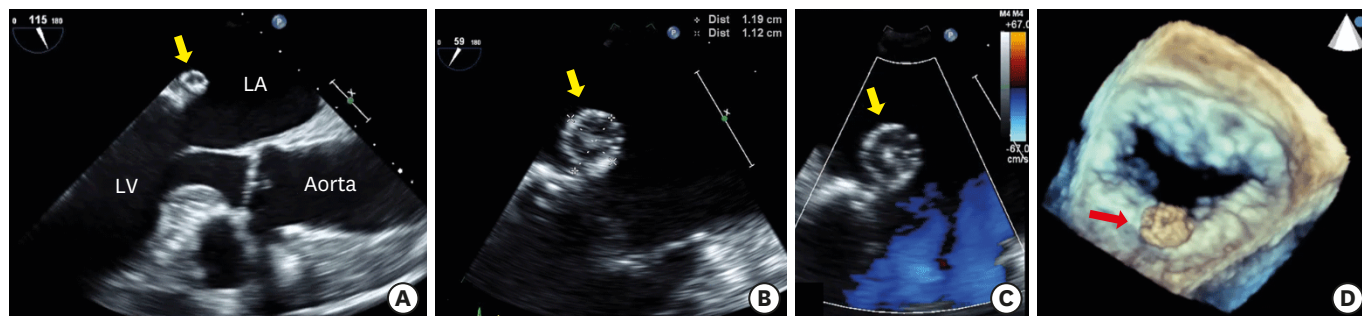 0 115 180
P
LA
LV
Aorta
A
0 59 180
Dist 1.19 cm
Dist 1.12 cm
P
B
M4 M4
+67.0
-67.0
cm/s
P
C
D